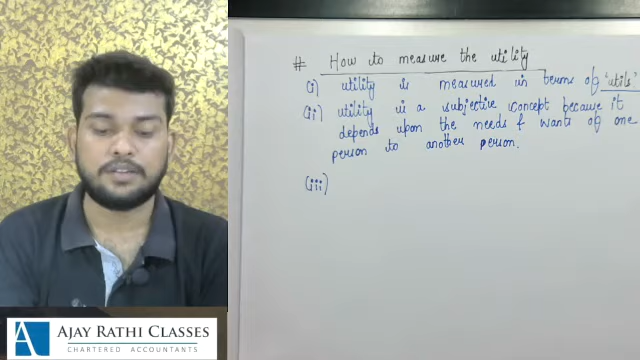 # How to measure the utility
(i) utility is measured in terms of 'utils'
(ii) utility is a subjective concept because it
depends upon the needs & wants of one
person to another person.
(iii)
A
AJAY RATHI CLASSES
CHARTERED ACCOUNTANTS